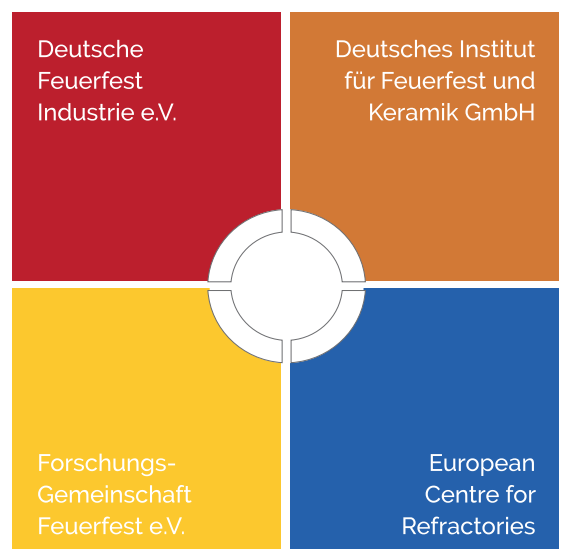 Deutsche
Feuerfest
Industrie e.V.
Deutsches Institut
für Feuerfest und
Keramik GmbH
Forschungs-
Gemeinschaft
Feuerfest e.V.
European
Centre for
Refractories